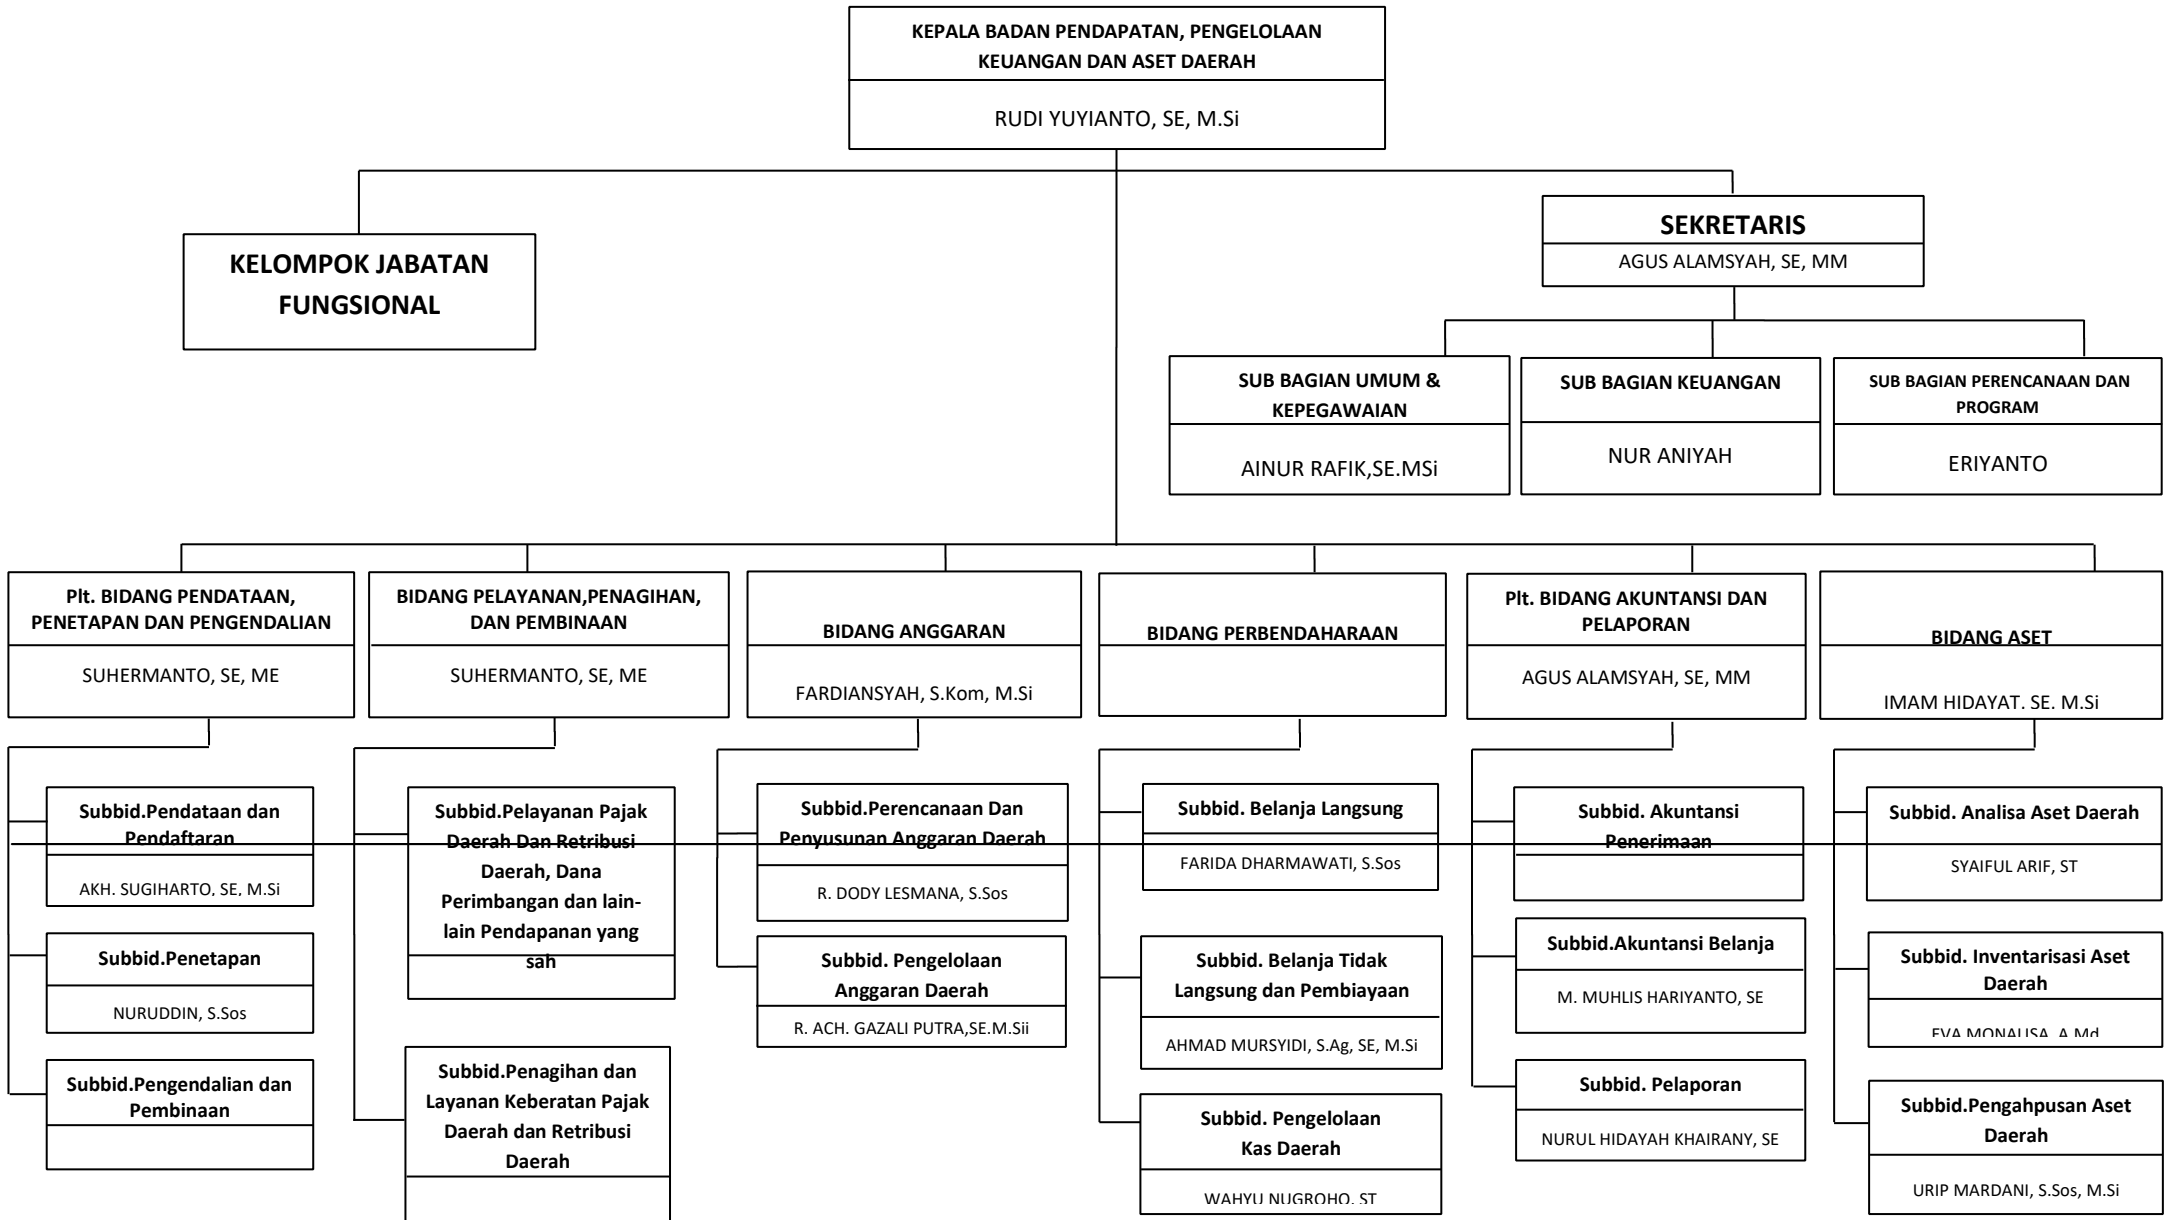 KEPALA BADAN PENDAPATAN, PENGELOLAAN
KEUANGAN DAN ASET DAERAH
RUDI YUYIANTO, SE, M.Si
KELOMPOK JABATAN
FUNGSIONAL
SEKRETARIS
AGUS ALAMSYAH, SE, MM
SUB BAGIAN UMUM &
KEPEGAWAIAN
AINUR RAFIK,SE.MSi
SUB BAGIAN KEUANGAN
NUR ANIYAH
SUB BAGIAN PERENCANAAN DAN
PROGRAM
ERIYANTO
Plt. BIDANG PENDATAAN,
PENETAPAN DAN PENGENDALIAN
SUHERMANTO, SE, ME
BIDANG PELAYANAN,PENAGIHAN,
DAN PEMBINAAN
SUHERMANTO, SE, ME
BIDANG ANGGARAN
FARDIANSYAH, S.Kom, M.Si
BIDANG PERBENDAHARAAN
Plt. BIDANG AKUNTANSI DAN
PELAPORAN
AGUS ALAMSYAH, SE, MM
BIDANG ASET
IMAM HIDAYAT. SE. M.Si
Subbid.Pendataan dan
Pendaftaran
AKH. SUGIHARTO, SE, M.Si
Subbid.Penetapan
NURUDDIN, S.Sos
Subbid.Pengendalian dan
Pembinaan
Subbid.Pelayanan Pajak
Daerah Dan Retribusi
Daerah, Dana
Perimbangan dan lain-
lain Pendapanan yang
sah
Subbid.Penagihan dan
Layanan Keberatan Pajak
Daerah dan Retribusi
Daerah
Subbid.Perencanaan Dan
Penyusunan Anggaran Daerah
R. DODY LESMANA, S.Sos
Subbid. Pengelolaan
Anggaran Daerah
R. ACH. GAZALI PUTRA,SE.M.Sii
Subbid. Belanja Langsung
FARIDA DHARMAWATI, S.Sos
Subbid. Belanja Tidak
Langsung dan Pembiayaan
AHMAD MURSYIDI, S.Ag, SE, M.Si
Subbid. Pengelolaan
Kas Daerah
WAHYU NUGROHO, ST
Subbid. Akuntansi
Penerimaan
Subbid.Akuntansi Belanja
M. MUHLIS HARIYANTO, SE
Subbid. Pelaporan
NURUL HIDAYAH KHAIRANY, SE
Subbid. Analisa Aset Daerah
SYAIFUL ARIF, ST
Subbid. Inventarisasi Aset
Daerah
EVA MONALISA, A.Md
Subbid.Pengahpusan Aset
Daerah
URIP MARDANI, S.Sos, M.Si